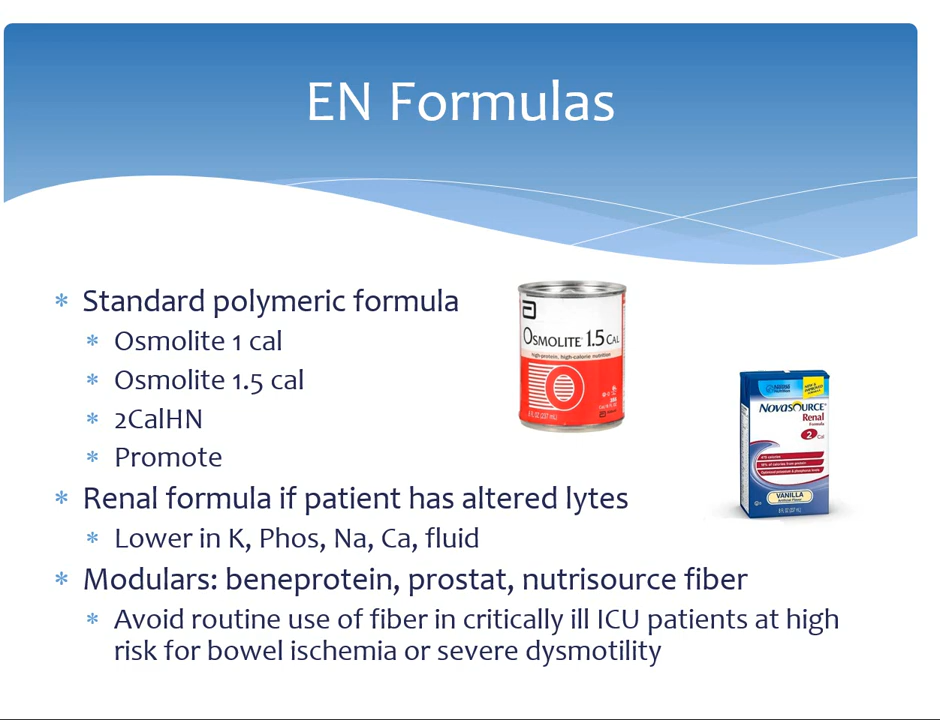 EN Formulas
Standard polymeric formula
Osmolite 1 cal
Osmolite 1.5 cal
2CalHN
Promote
Renal formula if patient has altered lytes
Lower in K, Phos, Na, Ca, fluid
Modulars: beneprotein, prostat, nutrisource fiber
Avoid routine use of fiber in critically ill ICU patients at high
risk for bowel ischemia or severe dysmotility
OSMOLITE® 1.5 CAL
high-protein, high-calorie nutrition
8 FL OZ (237 mL)
NOVASOURCE®
Renal
Formula
2 Cal
VANILLA